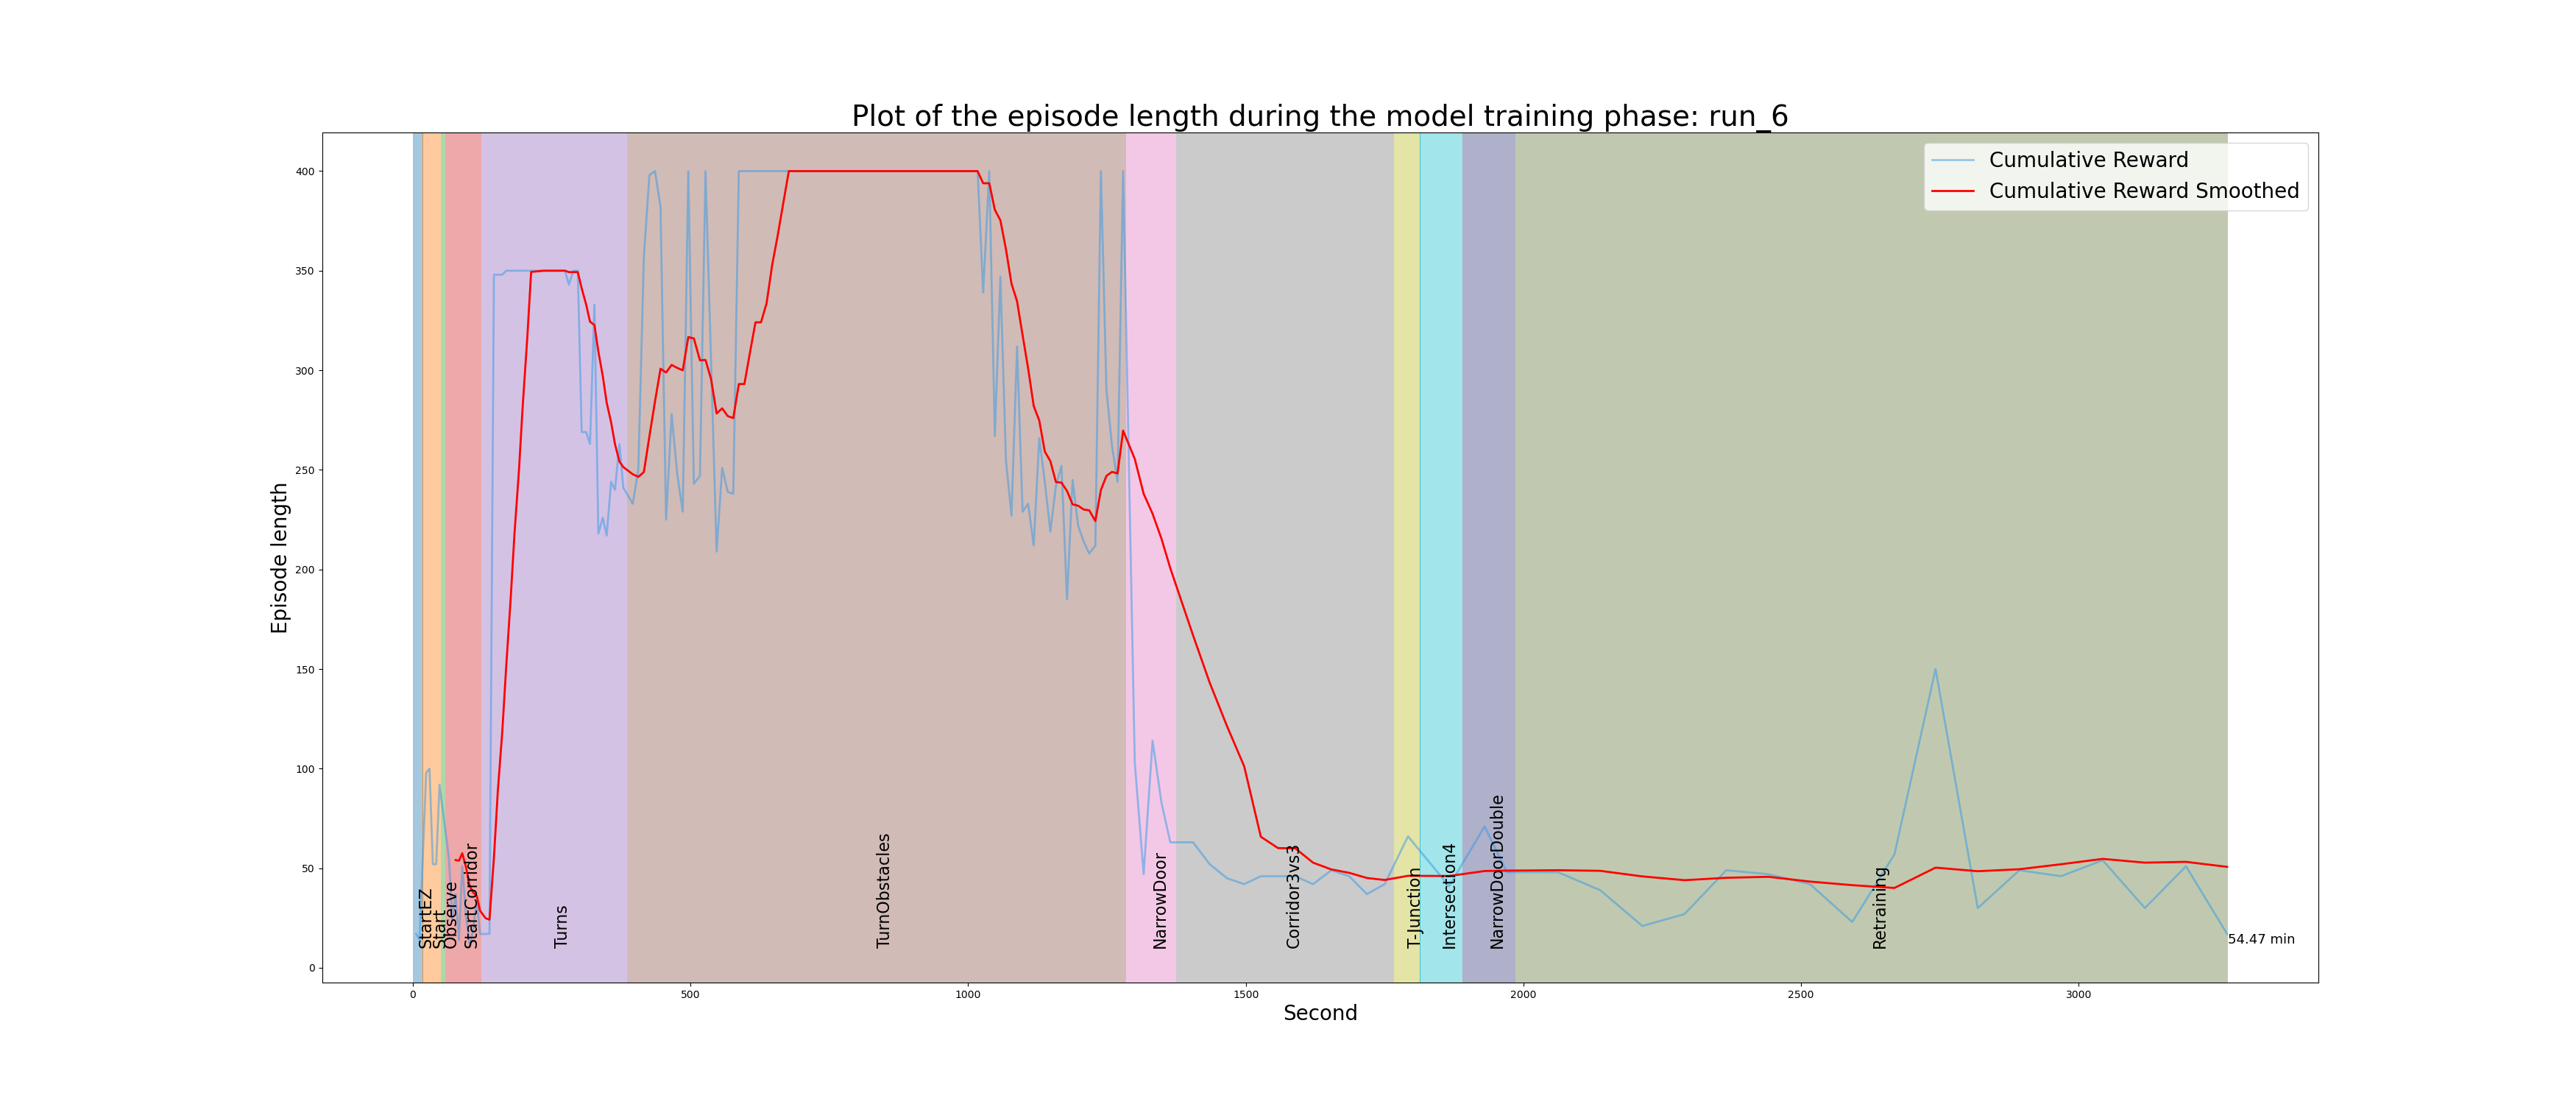 Plot of the episode length during the model training phase: run_6
Cumulative Reward
Cumulative Reward Smoothed
Episode length
400
350
300
250
200
150
100
50
0
StartEZ
Start
Observe
StartCorridor
Turns
TurnObstacles
NarrowDoor
Corridor3vs3
T-Junction
Intersection4
NarrowDoorDouble
Retraining
54.47 min
0
500
1000
1500
2000
2500
3000
Second